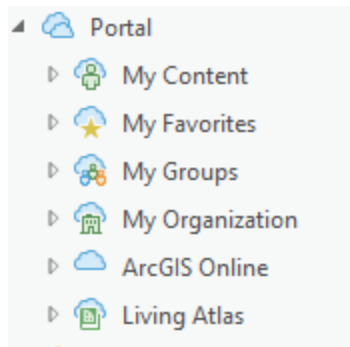 Portal
My Content
My Favorites
My Groups
My Organization
ArcGIS Online
Living Atlas